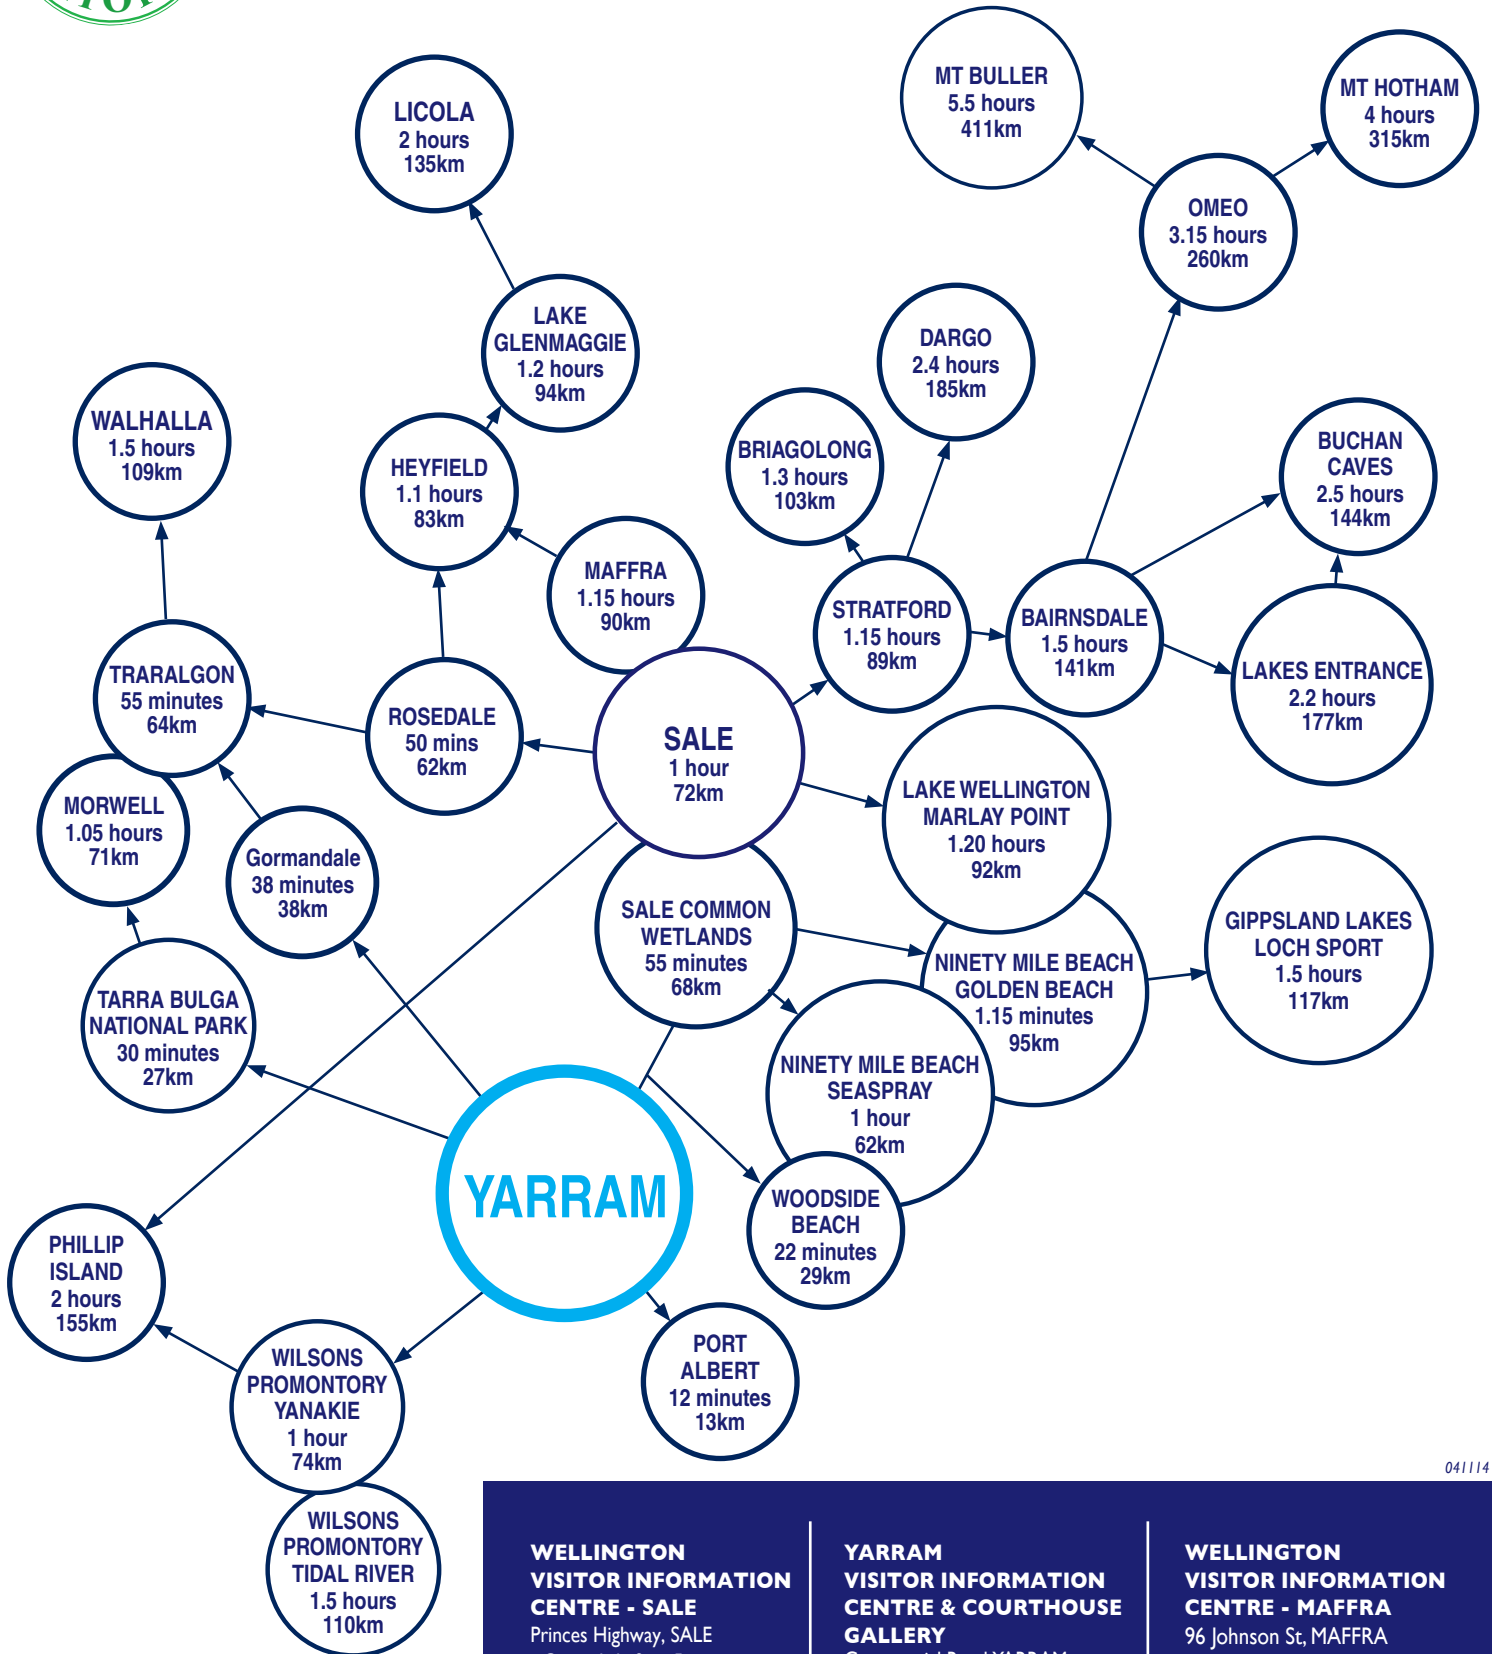 MT BULLER
5.5 hours
411km
MT HOTHAM
4 hours
315km
LICOLA
2 hours
135km
OMEO
3.15 hours
260km
LAKE
GLENMAGGIE
1.2 hours
94km
DARGO
2.4 hours
185km
WALHALLA
1.5 hours
109km
HEYFIELD
1.1 hours
83km
BRIAGOLONG
1.3 hours
103km
BUCHAN
CAVES
2.5 hours
144km
MAFFRA
1.15 hours
90km
STRATFORD
1.15 hours
89km
BAIRNSDALE
1.5 hours
141km
LAKES ENTRANCE
2.2 hours
177km
TRARALGON
55 minutes
64km
ROSEDALE
50 mins
62km
SALE
1 hour
72km
MORWELL
1.05 hours
71km
Gormandale
38 minutes
38km
LAKE WELLINGTON
MARLAY POINT
1.20 hours
92km
SALE COMMON
WETLANDS
55 minutes
68km
NINETY MILE BEACH
GOLDEN BEACH
1.15 minutes
95km
GIPPSLAND LAKES
LOCH SPORT
1.5 hours
117km
TARRA BULGA
NATIONAL PARK
30 minutes
27km
NINETY MILE BEACH
SEASPRAY
1 hour
62km
YARRAM
WOODSIDE
BEACH
22 minutes
29km
PHILLIP
ISLAND
2 hours
155km
WILSONS
PROMONTORY
YANAKIE
1 hour
74km
PORT
ALBERT
12 minutes
13km
WILSONS
PROMONTORY
TIDAL RIVER
1.5 hours
110km
041114
WELLINGTON
VISITOR INFORMATION
CENTRE - SALE
Princes Highway, SALE
YARRAM
VISITOR INFORMATION
CENTRE & COURTHOUSE
GALLERY
WELLINGTON
VISITOR INFORMATION
CENTRE - MAFFRA
96 Johnson St, MAFFRA